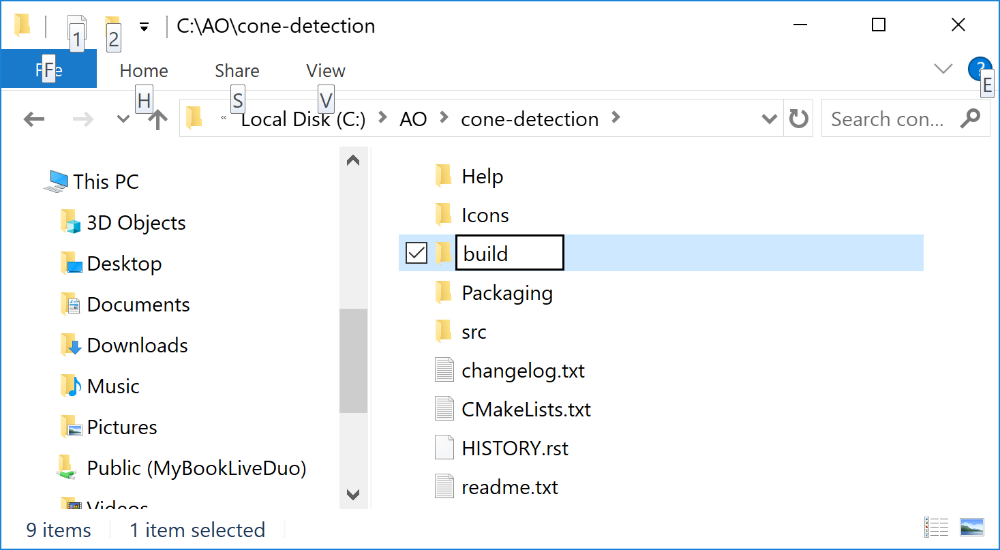 C:\AO\cone-detection
1 2
File Home Share View
F H S V E
« Local Disk (C:) > AO > cone-detection > Search con...
This PC
3D Objects
Desktop
Documents
Downloads
Music
Pictures
Public (MyBookLiveDuo)
Videos
Help
Icons
build
Packaging
src
changelog.txt
CMakeLists.txt
HISTORY.rst
readme.txt
9 items 1 item selected